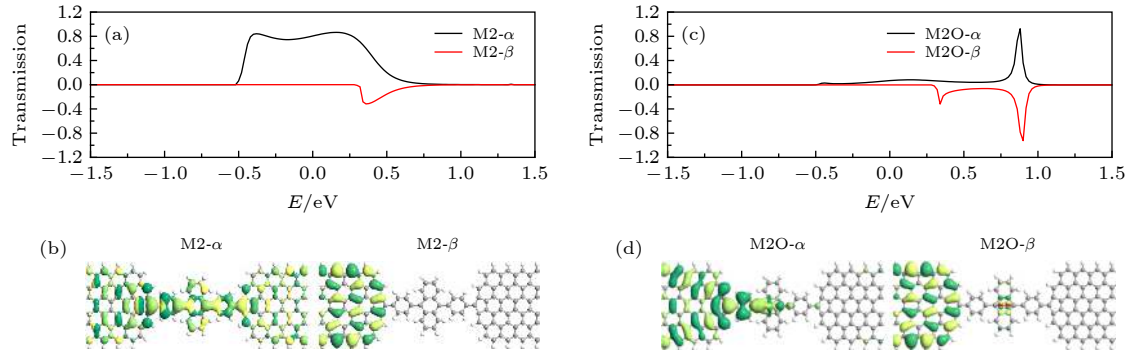 (a)
M2-α
M2-β
Transmission
1.2
0.8
0.4
0.0
−0.4
−0.8
−1.2
−1.5
−1.0
−0.5
0.0
0.5
1.0
1.5
E/eV
(c)
M2O-α
M2O-β
Transmission
1.2
0.8
0.4
0.0
−0.4
−0.8
−1.2
−1.5
−1.0
−0.5
0.0
0.5
1.0
1.5
E/eV
(b)
M2-α
M2-β
(d)
M2O-α
M2O-β